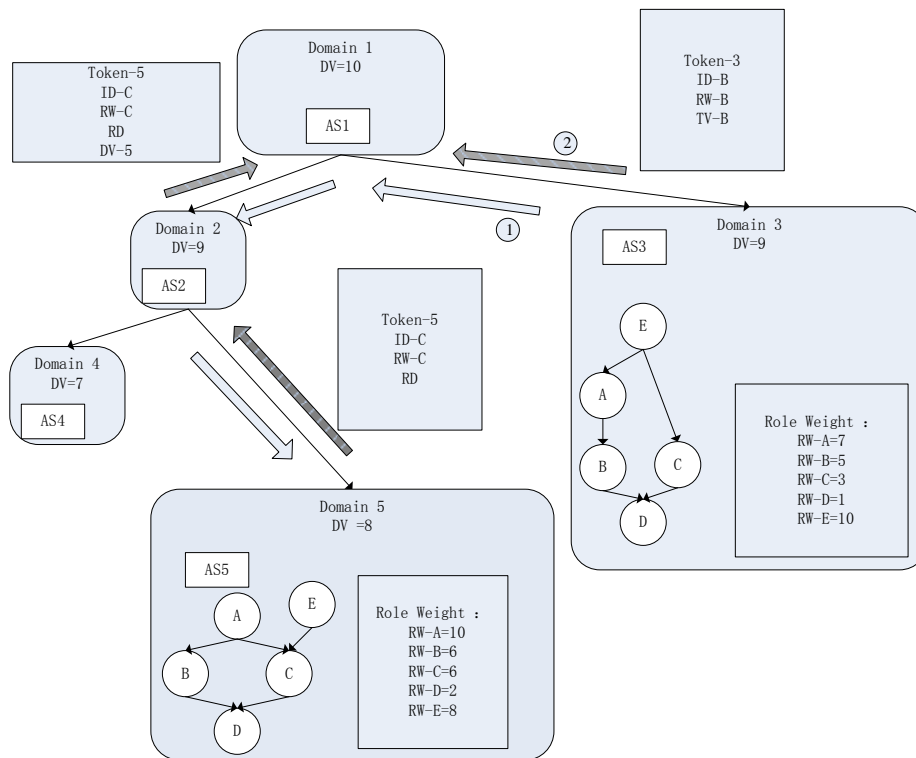 Domain 1
DV=10
AS1
Token-5
ID-C
RW-C
RD
DV-5
Token-3
ID-B
RW-B
TV-B
2
1
Domain 2
DV=9
AS2
Domain 3
DV=9
AS3
E
A
B
C
D
Role Weight :
RW-A=7
RW-B=5
RW-C=3
RW-D=1
RW-E=10
Token-5
ID-C
RW-C
RD
Domain 4
DV=7
AS4
Domain 5
DV =8
AS5
A
E
B
C
D
Role Weight :
RW-A=10
RW-B=6
RW-C=6
RW-D=2
RW-E=8